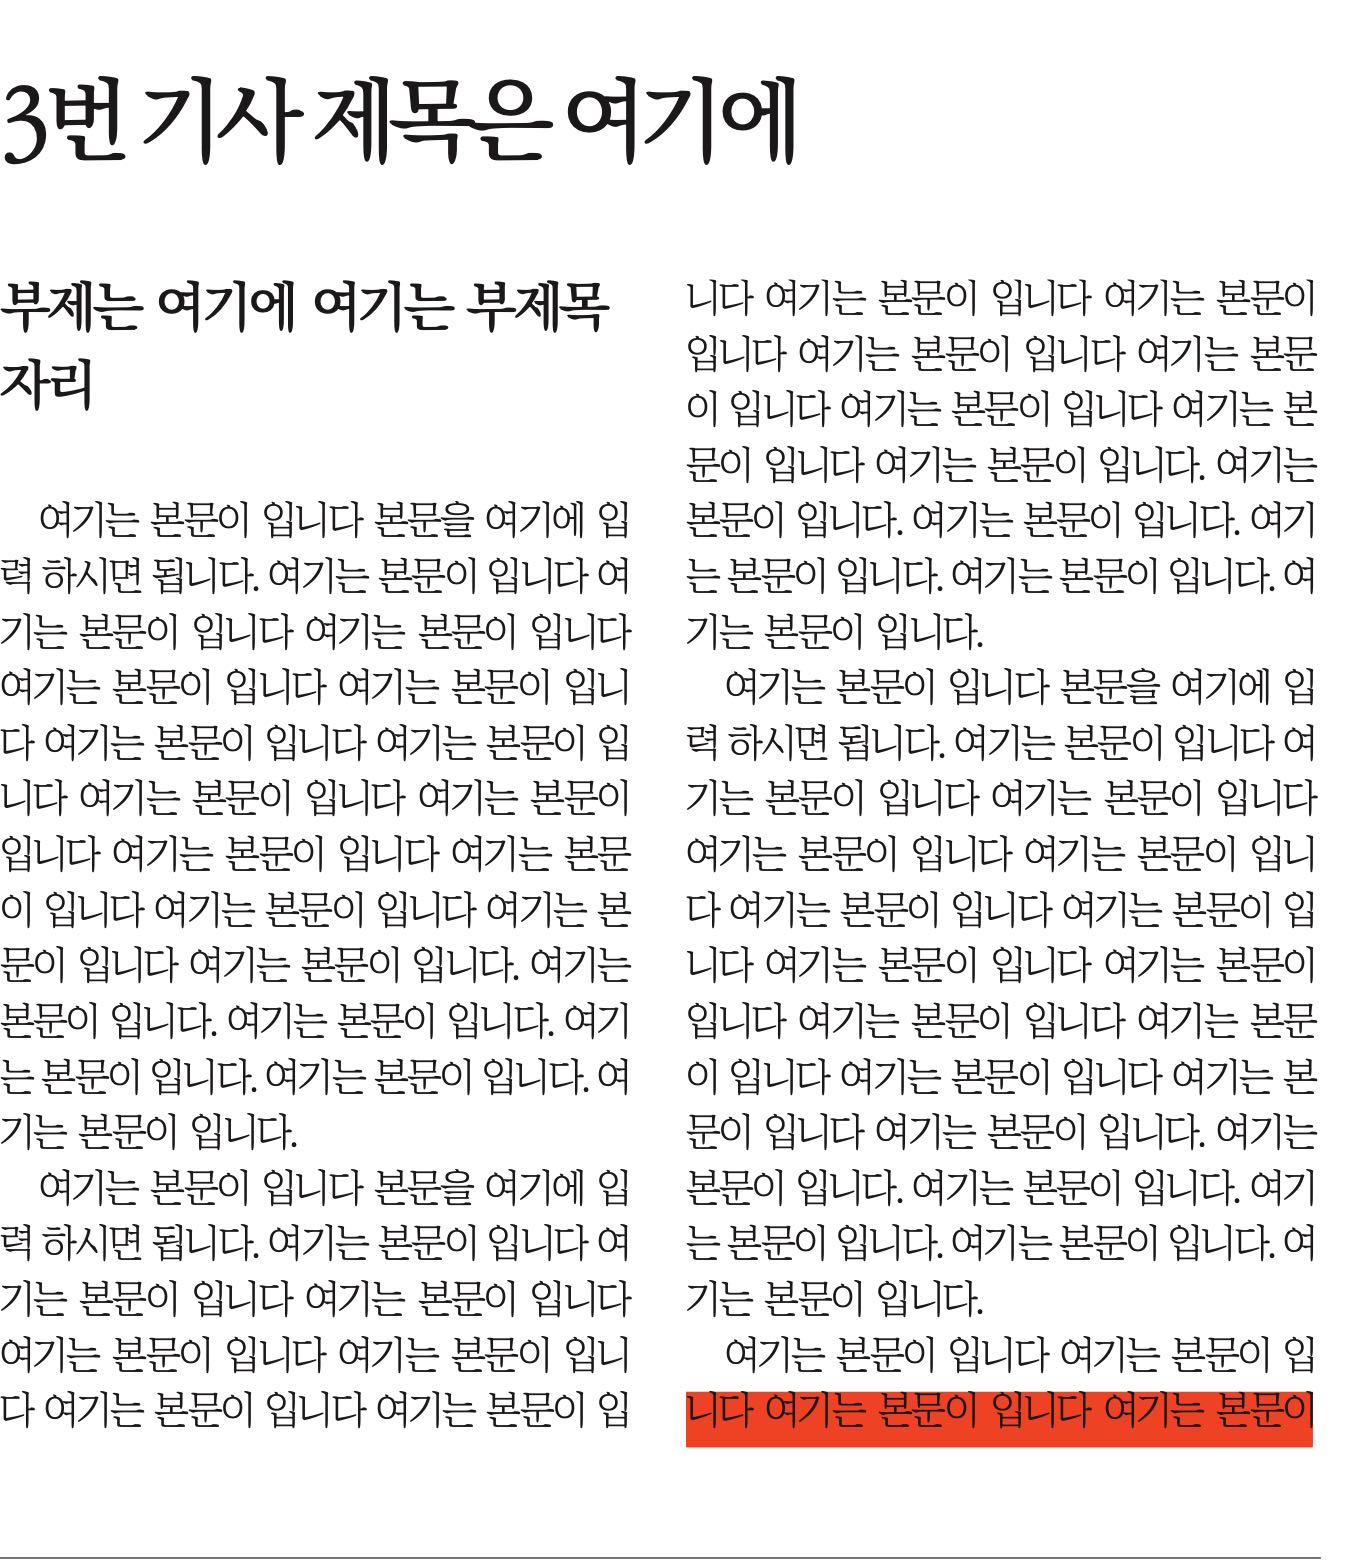 3번 기사 제목은 여기에
부제는 여기에 여기는 부제목
자리
여기는 본문이 입니다 본문을 여기에 입
력 하시면 됩니다. 여기는 본문이 입니다 여
기는 본문이 입니다 여기는 본문이 입니다
여기는 본문이 입니다 여기는 본문이 입니
다 여기는 본문이 입니다 여기는 본문이 입
니다 여기는 본문이 입니다 여기는 본문이
입니다 여기는 본문이 입니다 여기는 본문
이 입니다 여기는 본문이 입니다 여기는 본
문이 입니다 여기는 본문이 입니다. 여기는
본문이 입니다. 여기는 본문이 입니다. 여기
는 본문이 입니다. 여기는 본문이 입니다. 여
기는 본문이 입니다.
여기는 본문이 입니다 본문을 여기에 입
력 하시면 됩니다. 여기는 본문이 입니다 여
기는 본문이 입니다 여기는 본문이 입니다
여기는 본문이 입니다 여기는 본문이 입니
다 여기는 본문이 입니다 여기는 본문이 입
니다 여기는 본문이 입니다 여기는 본문이
입니다 여기는 본문이 입니다 여기는 본문
이 입니다 여기는 본문이 입니다 여기는 본
문이 입니다 여기는 본문이 입니다. 여기는
본문이 입니다. 여기는 본문이 입니다. 여기
는 본문이 입니다. 여기는 본문이 입니다. 여
기는 본문이 입니다.
여기는 본문이 입니다 본문을 여기에 입
력 하시면 됩니다. 여기는 본문이 입니다 여
기는 본문이 입니다 여기는 본문이 입니다
여기는 본문이 입니다 여기는 본문이 입니
다 여기는 본문이 입니다 여기는 본문이 입
니다 여기는 본문이 입니다 여기는 본문이
입니다 여기는 본문이 입니다 여기는 본문
이 입니다 여기는 본문이 입니다 여기는 본
문이 입니다 여기는 본문이 입니다. 여기는
본문이 입니다. 여기는 본문이 입니다. 여기
는 본문이 입니다. 여기는 본문이 입니다. 여
기는 본문이 입니다.
여기는 본문이 입니다 여기는 본문이 입
니다 여기는 본문이 입니다 여기는 본문이